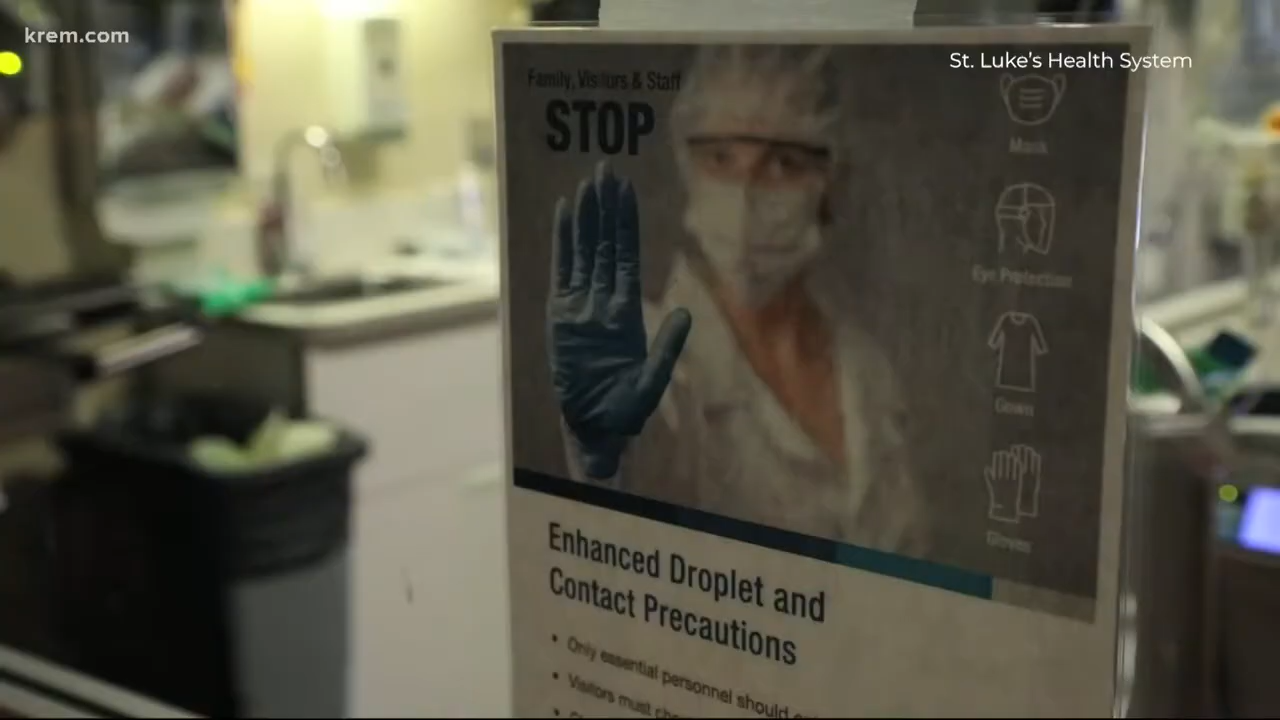 krem.com
St. Luke's Health System
Family, Visitors & Staff
STOP
Mask
Eye Protection
Gown
Gloves
Enhanced Droplet and
Contact Precautions
• Only essential personnel should
• Visitors must